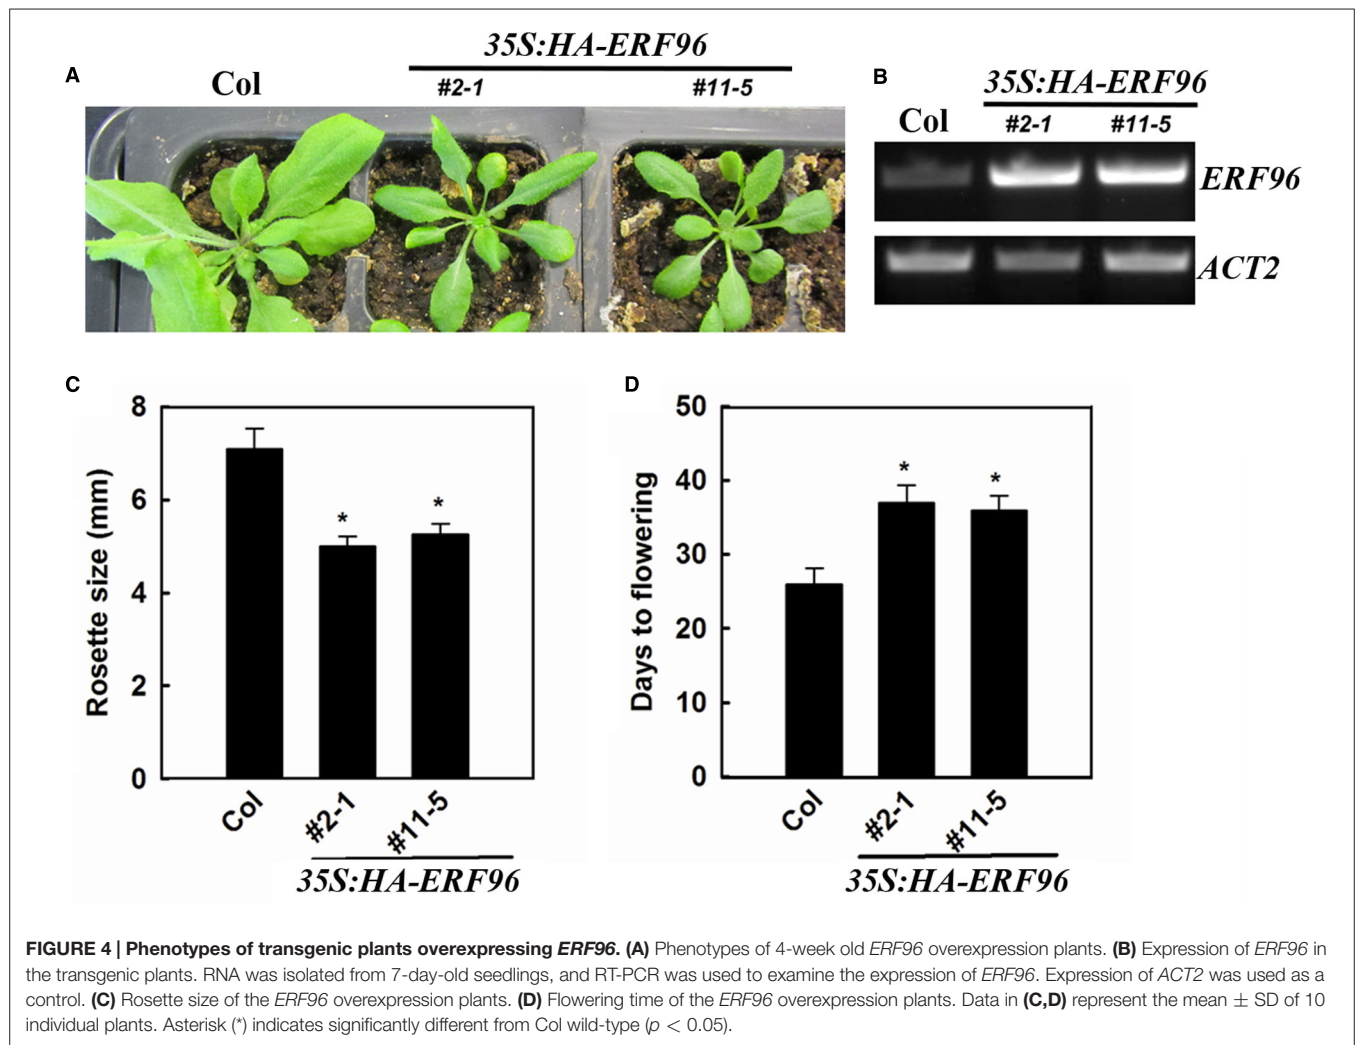 A
35S:HA-ERF96
Col
#2-1
#11-5
B
35S:HA-ERF96
Col
#2-1
#11-5
ERF96
ACT2
C
8
6
4
2
0
Rosette size (mm)
Col
#2-1
#11-5
*
*
35S:HA-ERF96
D
50
40
30
20
10
0
Days to flowering
Col
#2-1
#11-5
*
*
35S:HA-ERF96
FIGURE 4 | Phenotypes of transgenic plants overexpressing ERF96. (A) Phenotypes of 4-week old ERF96 overexpression plants. (B) Expression of ERF96 in
the transgenic plants. RNA was isolated from 7-day-old seedlings, and RT-PCR was used to examine the expression of ERF96. Expression of ACT2 was used as a
control. (C) Rosette size of the ERF96 overexpression plants. (D) Flowering time of the ERF96 overexpression plants. Data in (C,D) represent the mean ± SD of 10
individual plants. Asterisk (*) indicates significantly different from Col wild-type (p < 0.05).